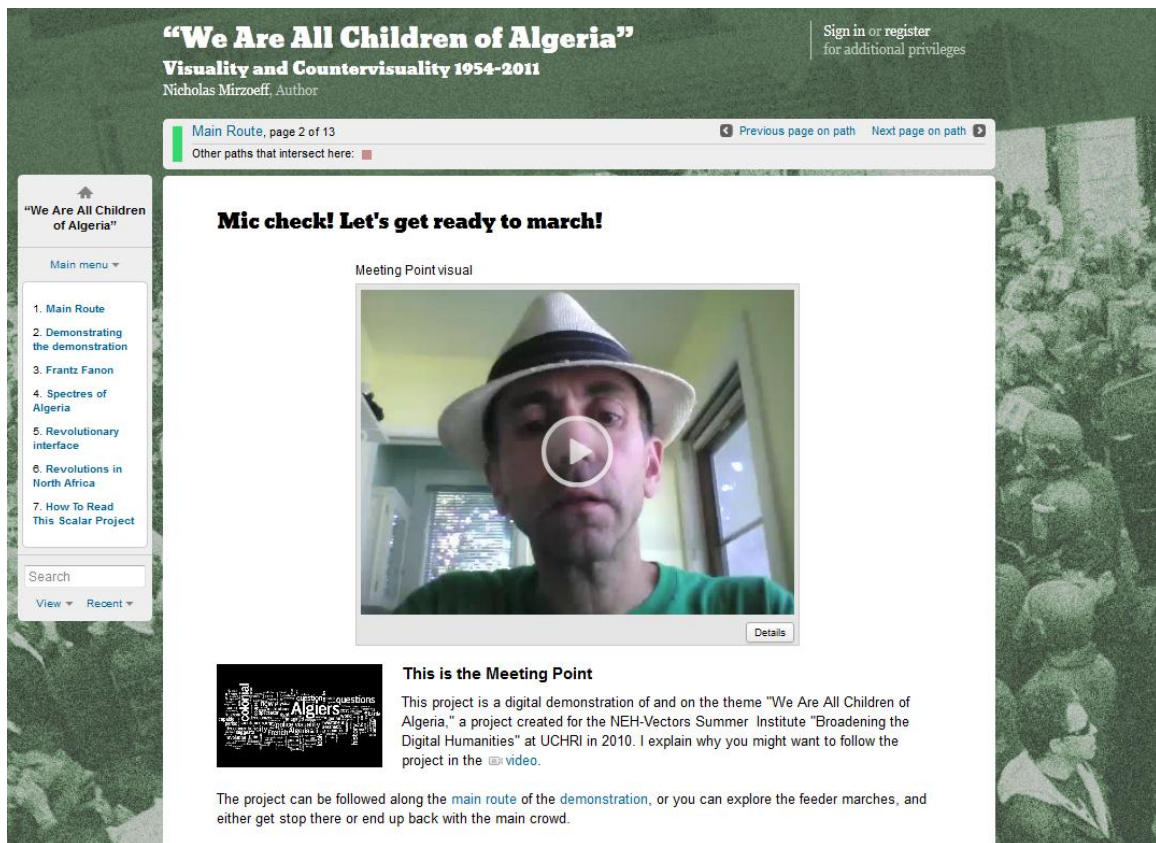 “We Are All Children of Algeria”
Visuality and Countervisuality 1954-2011
Nicholas Mirzoeff, Author
Sign in or register
for additional privileges
Main Route, page 2 of 13
Previous page on path Next page on path
Other paths that intersect here:
“We Are All Children
of Algeria”
Main menu
1. Main Route
2. Demonstrating
the demonstration
3. Frantz Fanon
4. Spectres of
Algeria
5. Revolutionary
interface
6. Revolutions in
North Africa
7. How To Read
This Scalar Project
Search
View Recent
Mic check! Let's get ready to march!
Meeting Point visual
Details
colonial
question
questions
Algiers
French
history
This is the Meeting Point
This project is a digital demonstration of and on the theme "We Are All Children of
Algeria," a project created for the NEH-Vectors Summer Institute "Broadening the
Digital Humanities" at UCHRI in 2010. I explain why you might want to follow the
project in the video.
The project can be followed along the main route of the demonstration, or you can explore the feeder marches, and
either get stop there or end up back with the main crowd.